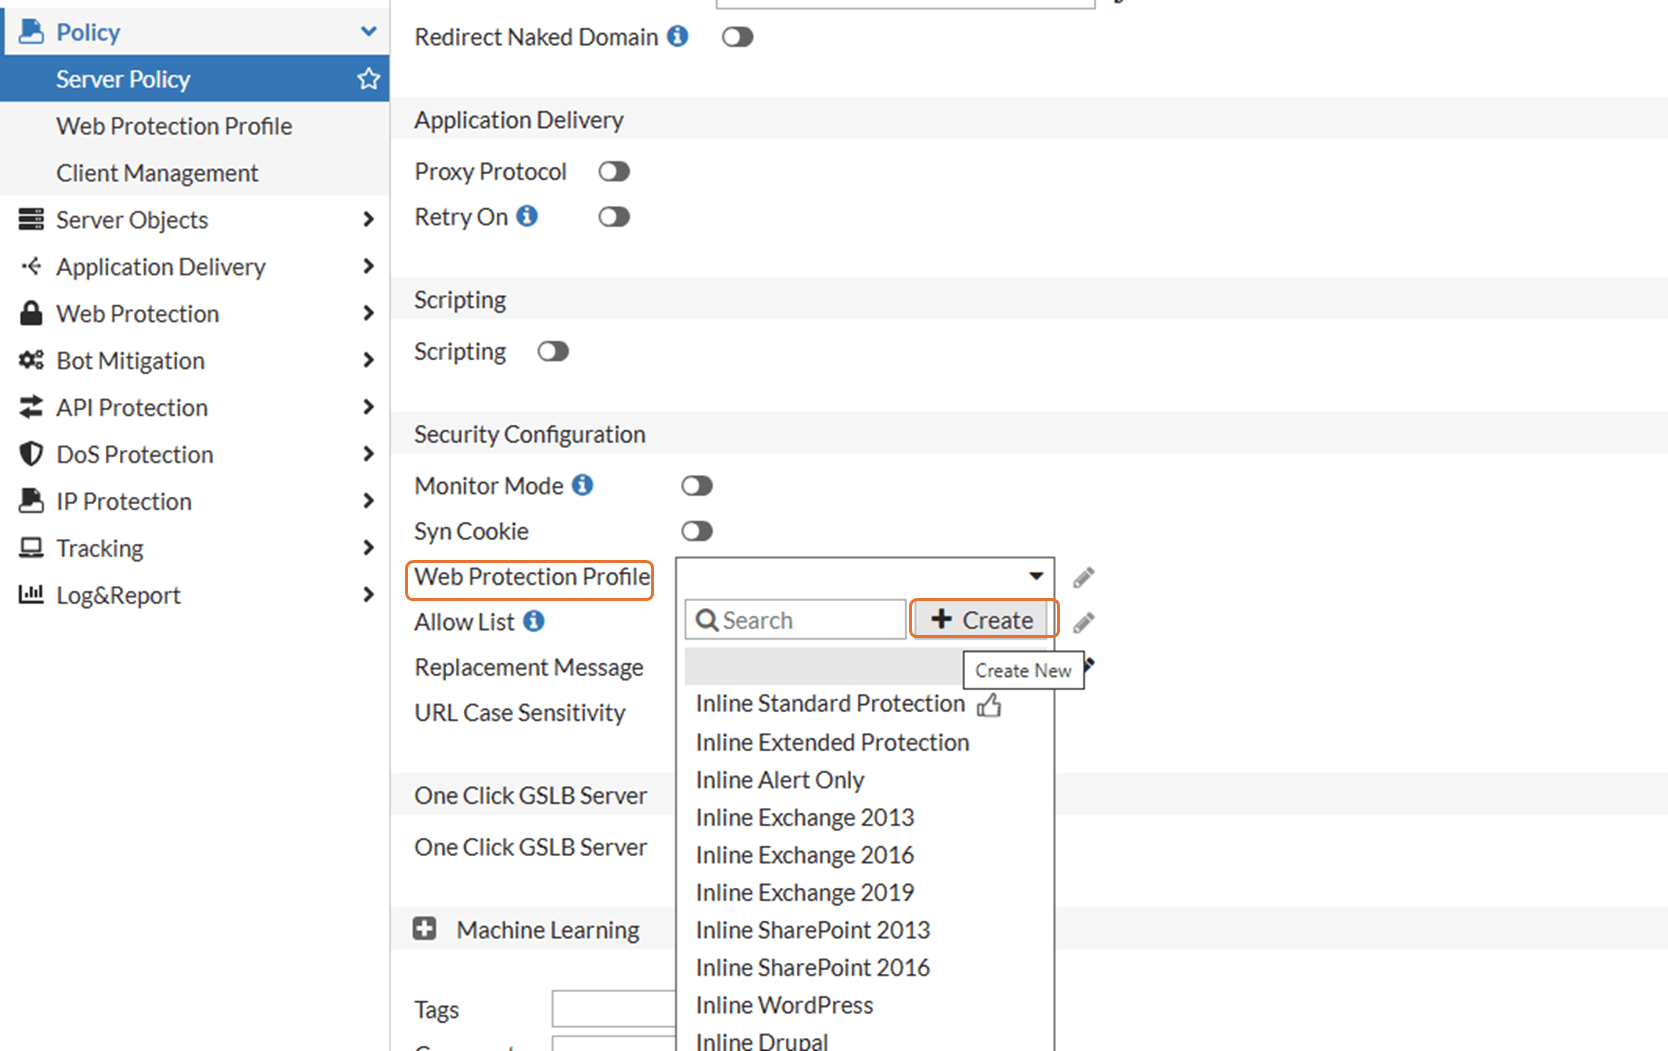 Policy
Server Policy
Web Protection Profile
Client Management
Server Objects
Application Delivery
Web Protection
Bot Mitigation
API Protection
DoS Protection
IP Protection
Tracking
Log&Report
Redirect Naked Domain
Application Delivery
Proxy Protocol
Retry On
Scripting
Scripting
Security Configuration
Monitor Mode
Syn Cookie
Web Protection Profile
Search
Create
Allow List
Create New
Replacement Message
URL Case Sensitivity
Inline Standard Protection
Inline Extended Protection
Inline Alert Only
Inline Exchange 2013
Inline Exchange 2016
Inline Exchange 2019
Inline SharePoint 2013
Inline SharePoint 2016
Inline WordPress
Inline Drupal
One Click GSLB Server
One Click GSLB Server
Machine Learning
Tags